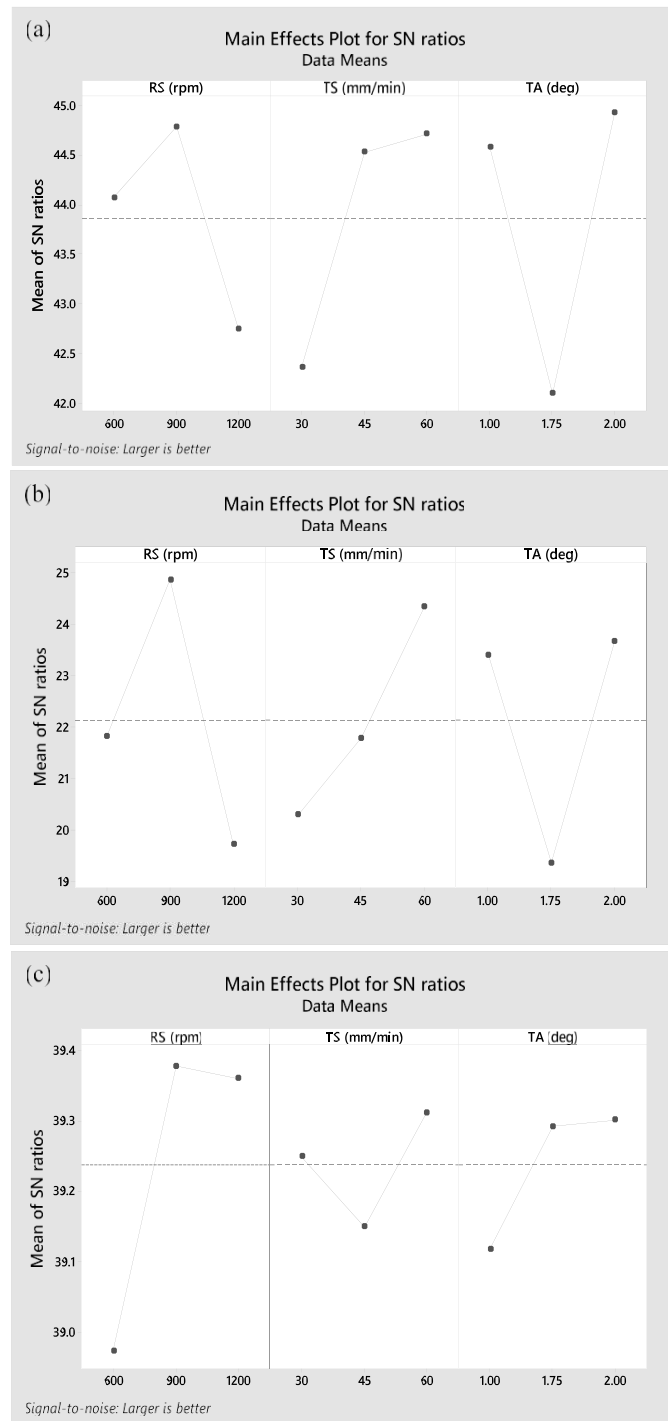 (a)
Main Effects Plot for SN ratios
Data Means
RS (rpm) TS (mm/min) TA (deg)
Mean of SN ratios
45.0
44.5
44.0
43.5
43.0
42.5
42.0
600 900 1200 30 45 60 1.00 1.75 2.00
Signal-to-noise: Larger is better
(b)
Main Effects Plot for SN ratios
Data Means
RS (rpm) TS (mm/min) TA (deg)
Mean of SN ratios
25
24
23
22
21
20
19
600 900 1200 30 45 60 1.00 1.75 2.00
Signal-to-noise: Larger is better
(c)
Main Effects Plot for SN ratios
Data Means
RS (rpm) TS (mm/min) TA (deg)
Mean of SN ratios
39.4
39.3
39.2
39.1
39.0
600 900 1200 30 45 60 1.00 1.75 2.00
Signal-to-noise: Larger is better